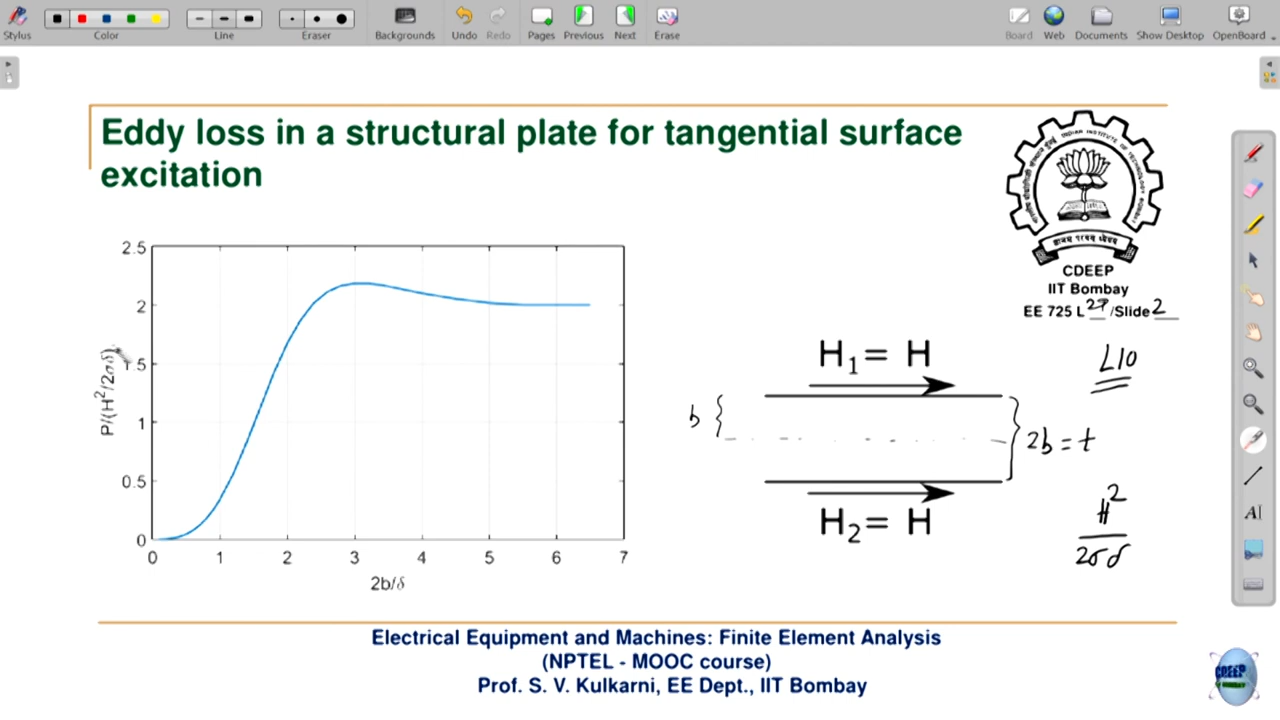 Stylus
Color
Line
Eraser
Backgrounds
Undo
Redo
Pages
Previous
Next
Erase
Board
Web
Documents
Show Desktop
OpenBoard
Eddy loss in a structural plate for tangential surface
excitation
CDEEP
IIT Bombay
EE 725 L 27 /Slide 2
2.5
2
1.5
1
0.5
0
P/(H²/2σδ)
0 1 2 3 4 5 6 7
2b/δ
H₁= H
L10
b
2b = t
H₂= H
H²
2σδ
Electrical Equipment and Machines: Finite Element Analysis
(NPTEL - MOOC course)
Prof. S. V. Kulkarni, EE Dept., IIT Bombay
CDEEP